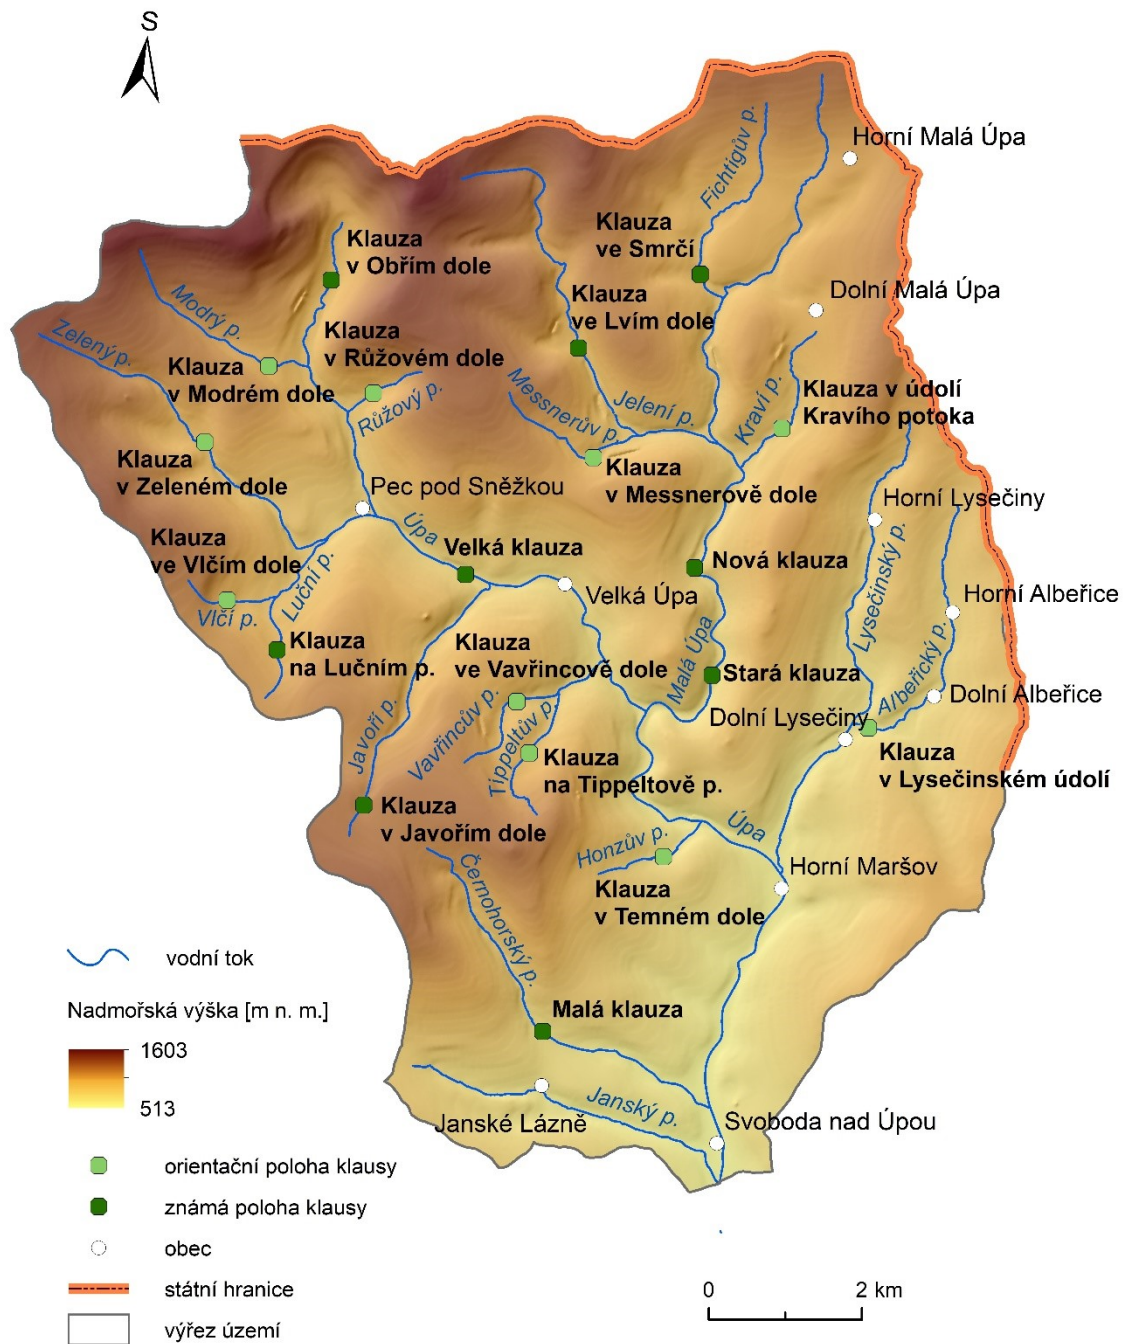 S
Horní Malá Úpa
Fichtigův p.
Klauza
ve Smrčí
Klauza
v Obřím dole
Dolní Malá Úpa
Klauza
ve Lvím dole
Modrý p.
Zelený p.
Klauza
v Růžovém dole
Klauza
v Modrém dole
Růžový p.
Messnerův p.
Jelení p.
Kraví p.
Klauza v údolí
Kravího potoka
Klauza
v Zeleném dole
Pec pod Sněžkou
Klauza
v Messnerově dole
Horní Lysečiny
Úpa
Klauza
ve Vlčím dole
Velká klauza
Nová klauza
Lysečinský p.
Luční p.
Velká Úpa
Horní Albeřice
Vlčí p.
Klauza
na Lučním p.
Klauza
ve Vavřincově dole
Malá Úpa
Stará klauza
Albeřický p.
Dolní Albeřice
Javoří p.
Vavřincův p.
Tippeltův p.
Dolní Lysečiny
Klauza
na Tippeltově p.
Klauza
v Lysečinském údolí
Klauza
v Javořím dole
Úpa
Honzův p.
Horní Maršov
Klauza
v Temném dole
Černohorský p.
Malá klauza
Janský p.
Janské Lázně
Svoboda nad Úpou
vodní tok
Nadmořská výška [m n. m.]
1603
513
orientační poloha klausy
známá poloha klausy
obec
státní hranice
výřez území
0 2 km